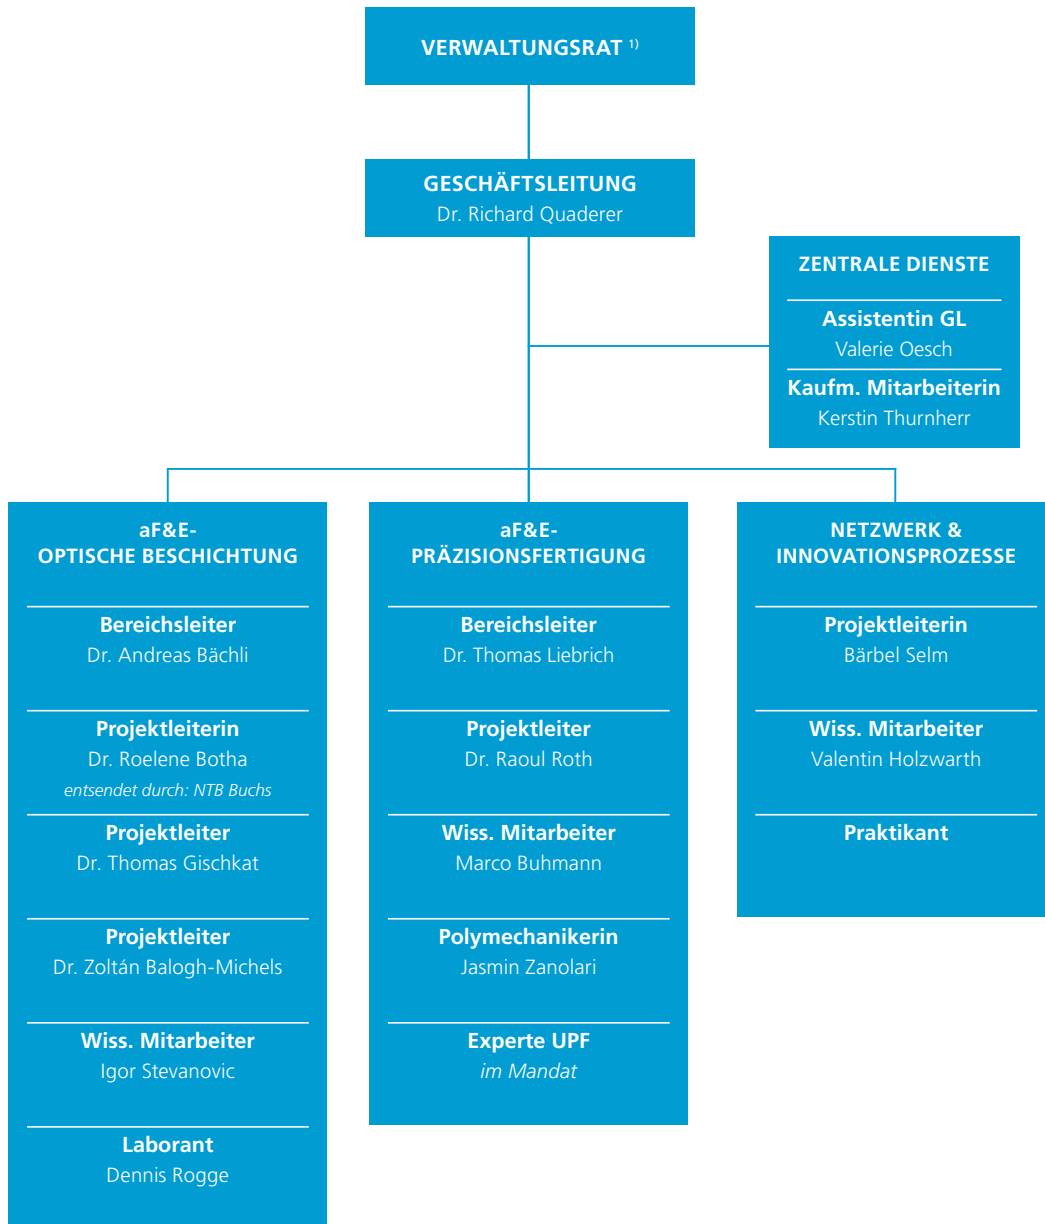 VERWALTUNGSRAT 1)
GESCHÄFTSLEITUNG
Dr. Richard Quaderer
ZENTRALE DIENSTE
Assistentin GL
Valerie Oesch
Kaufm. Mitarbeiterin
Kerstin Thurnherr
aF&E-
OPTISCHE BESCHICHTUNG
Bereichsleiter
Dr. Andreas Bächli
Projektleiterin
Dr. Roelene Botha
entsendet durch: NTB Buchs
Projektleiter
Dr. Thomas Gischkat
Projektleiter
Dr. Zoltán Balogh-Michels
Wiss. Mitarbeiter
Igor Stevanovic
Laborant
Dennis Rogge
aF&E-
PRÄZISIONSFERTIGUNG
Bereichsleiter
Dr. Thomas Liebrich
Projektleiter
Dr. Raoul Roth
Wiss. Mitarbeiter
Marco Buhmann
Polymechanikerin
Jasmin Zanolari
Experte UPF
im Mandat
NETZWERK &
INNOVATIONSPROZESSE
Projektleiterin
Bärbel Selm
Wiss. Mitarbeiter
Valentin Holzwarth
Praktikant